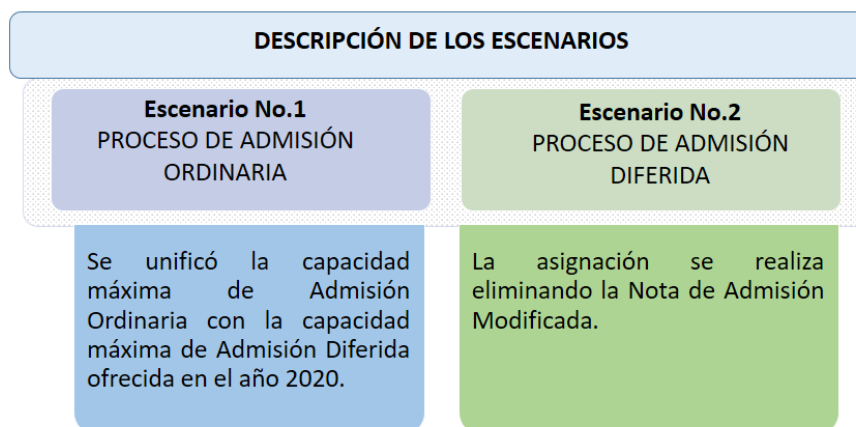 DESCRIPCIÓN DE LOS ESCENARIOS
Escenario No.1
PROCESO DE ADMISIÓN
ORDINARIA
Se unificó la capacidad
máxima de Admisión
Ordinaria con la capacidad
máxima de Admisión Diferida
ofrecida en el año 2020.
Escenario No.2
PROCESO DE ADMISIÓN
DIFERIDA
La asignación se realiza
eliminando la Nota de Admisión
Modificada.